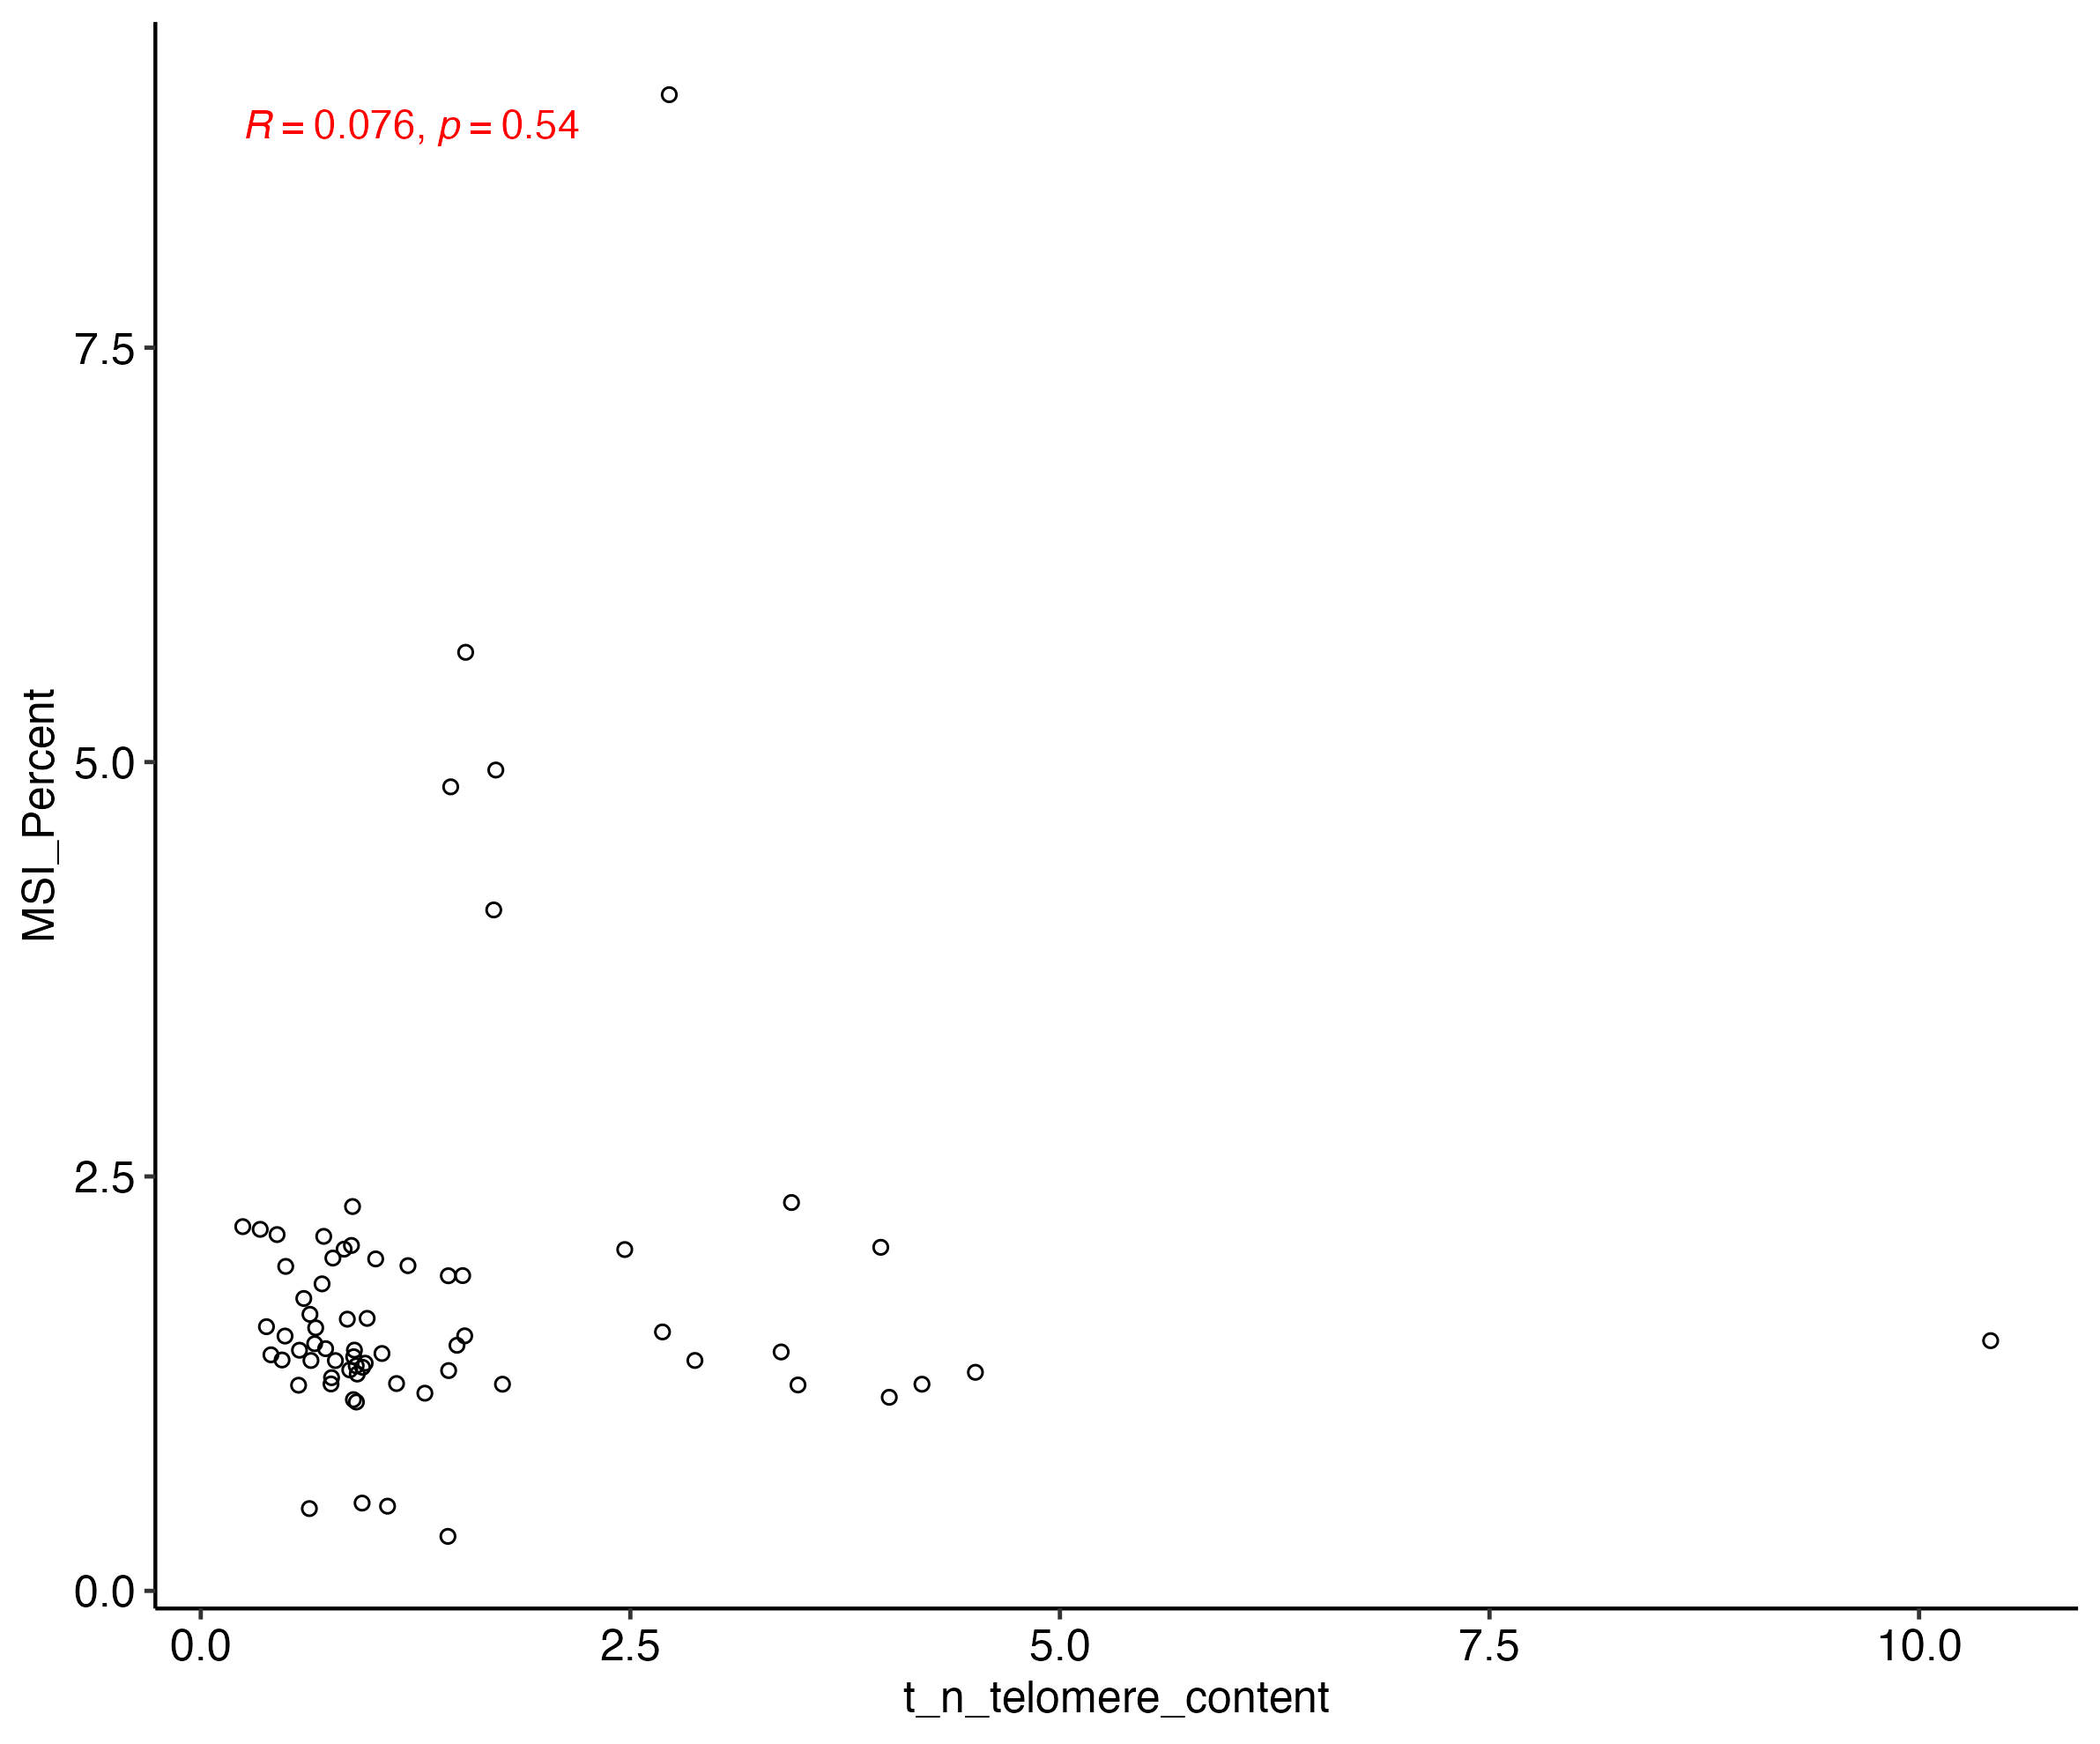 R = 0.076, p = 0.54
MSI_Percent
7.5
5.0
2.5
0.0
0.0 2.5 5.0 7.5 10.0
t_n_telomere_content